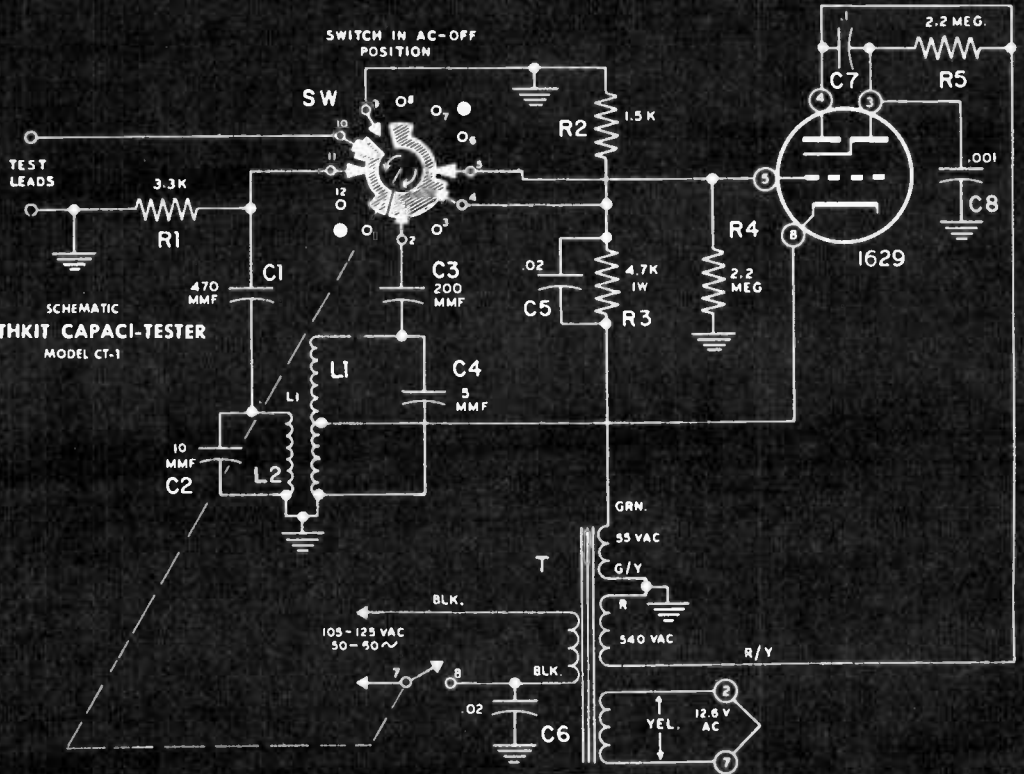 SWITCH IN AC-OFF
POSITION
SW
9
8
7
6
5
4
3
2
1
12
11
10
TEST
LEADS
3.3K
R1
SCHEMATIC
THKIT CAPACI-TESTER
MODEL CT-1
C1
470
MMF
C3
200
MMF
L1
L1
C4
5
MMF
10
MMF
C2
L2
R2
1.5 K
.02
C5
4.7K
1W
R3
R4
2.2
MEG
.1
C7
2.2 MEG.
R5
4
3
5
8
1629
.001
C8
GRN.
55 VAC
G/Y
T
R
540 VAC
R/Y
BLK.
105-125 VAC
50-60~
7
8
BLK.
.02
C6
YEL.
12.6 V
AC
2
7